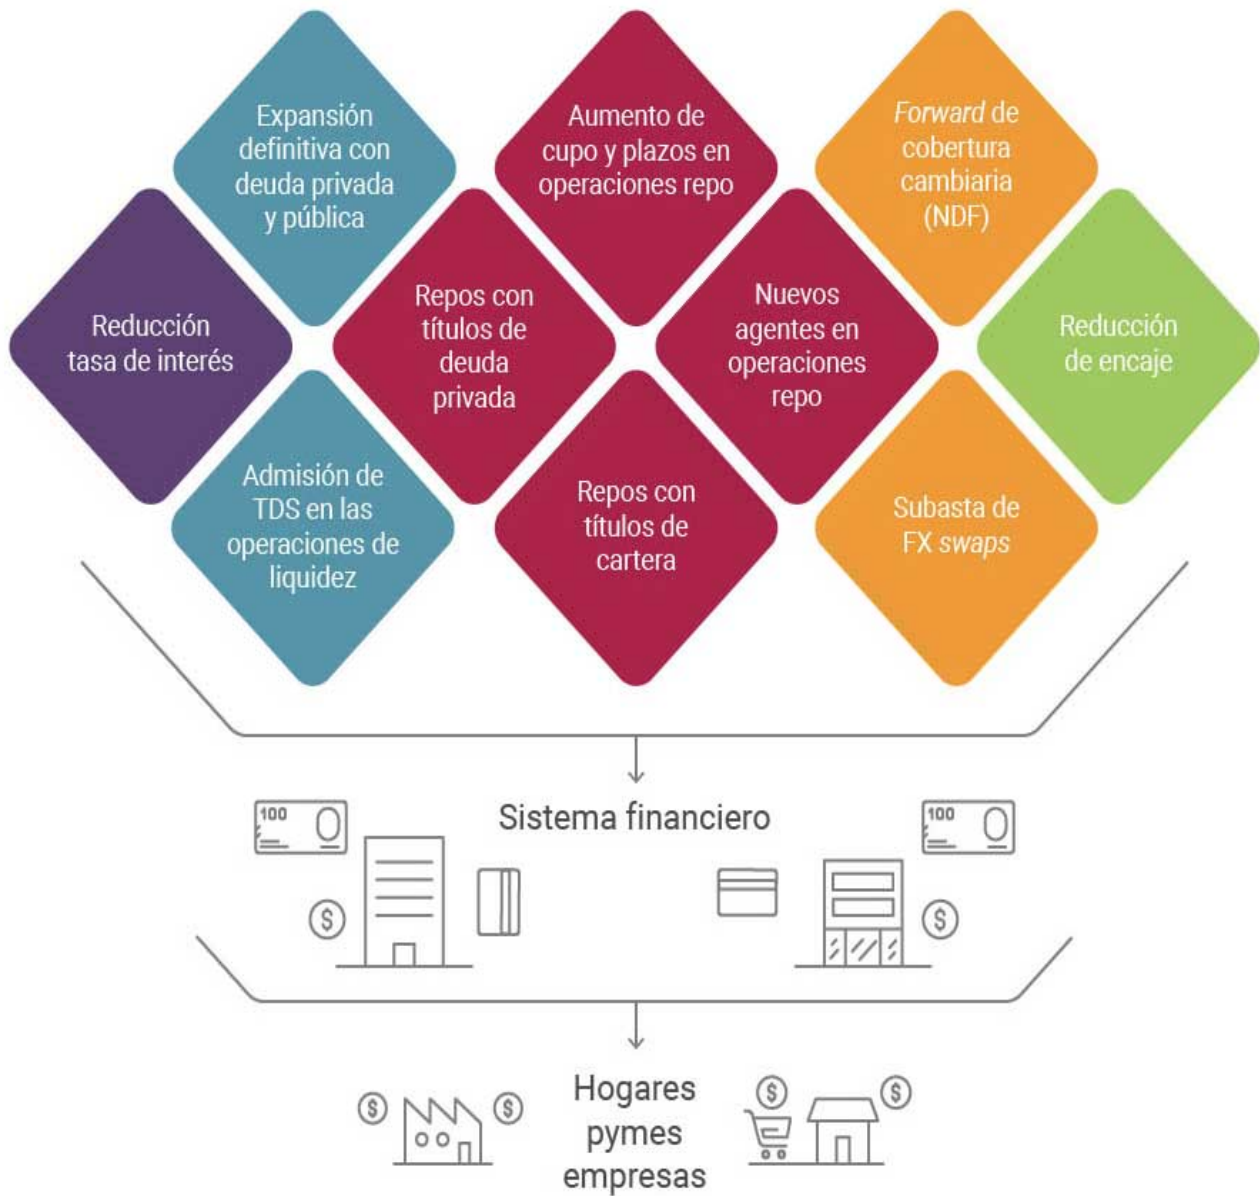 Expansión
definitiva con
deuda privada
y pública
Aumento de
cupo y plazos en
operaciones repo
Forward de
cobertura
cambiaria
(NDF)
Reducción
tasa de interés
Repos con
títulos de
deuda
privada
Nuevos
agentes en
operaciones
repo
Reducción
de encaje
Admisión de
TDS en las
operaciones de
liquidez
Repos con
títulos de
cartera
Subasta de
FX swaps
Sistema financiero
100
100
$
$
Hogares
pymes
empresas
$
$
$
$